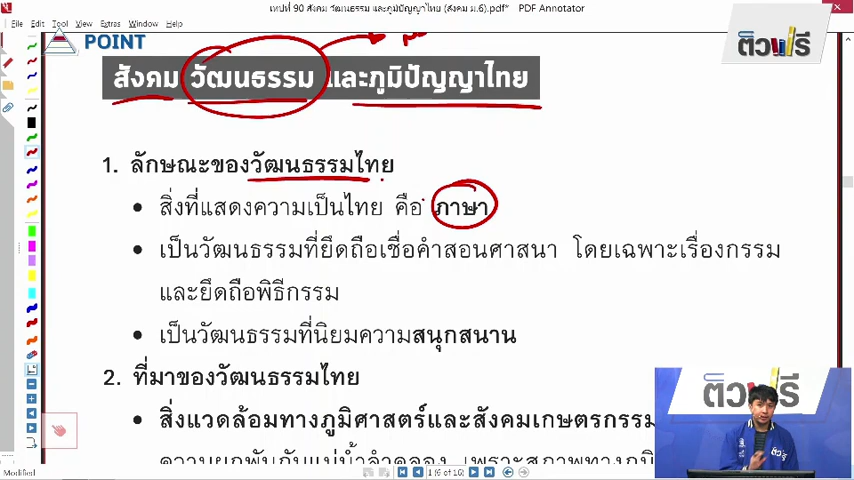 เทปที่ 90 สังคม วัฒนธรรม และภูมิปัญญาไทย (สังคม ม.6).pdf* PDF Annotator
File Edit Tool View Document Extras Window Help
POINT
ติวฟรี
สังคม วัฒนธรรม และภูมิปัญญาไทย
1. ลักษณะของวัฒนธรรมไทย
• สิ่งที่แสดงความเป็นไทย คือ ภาษา
• เป็นวัฒนธรรมที่ยึดถือเชื่อคำสอนศาสนา โดยเฉพาะเรื่องกรรม
และยึดถือพิธีกรรม
• เป็นวัฒนธรรมที่นิยมความสนุกสนาน
2. ที่มาของวัฒนธรรมไทย
• สิ่งแวดล้อมทางภูมิศาสตร์และสังคมเกษตรกรรม
ความผูกพันกับแม่น้ำลำคลอง เพราะสภาพทางภูมิ
ติวฟรี
ติวฟรี
Modified